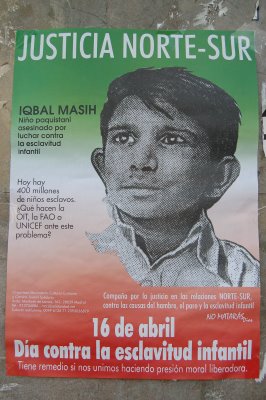 JUSTICIA NORTE-SUR
IQBAL MASIH
Niño paquistaní
asesinado por
luchar contra
la esclavitud
infantil
Hoy hay
400 millones
de niños esclavos.
¿Qué hacen la
OIT, la FAO o
UNICEF ante este
problema?
Campaña por la justicia en las relaciones NORTE-SUR,
contra las causas del hambre, el paro y la esclavitud infantil
NO MATARÁS
16 de abril
Día contra la esclavitud infantil
Tiene remedio si nos unimos haciendo presión moral liberadora.